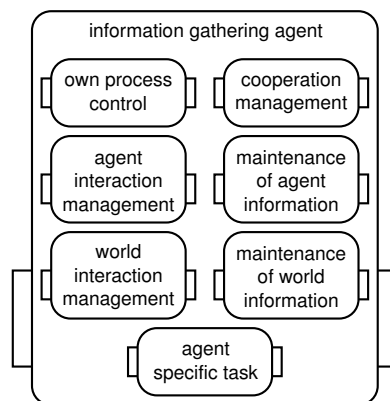 information gathering agent
own process
control
cooperation
management
agent
interaction
management
maintenance
of agent
information
world
interaction
management
maintenance
of world
information
agent
specific task